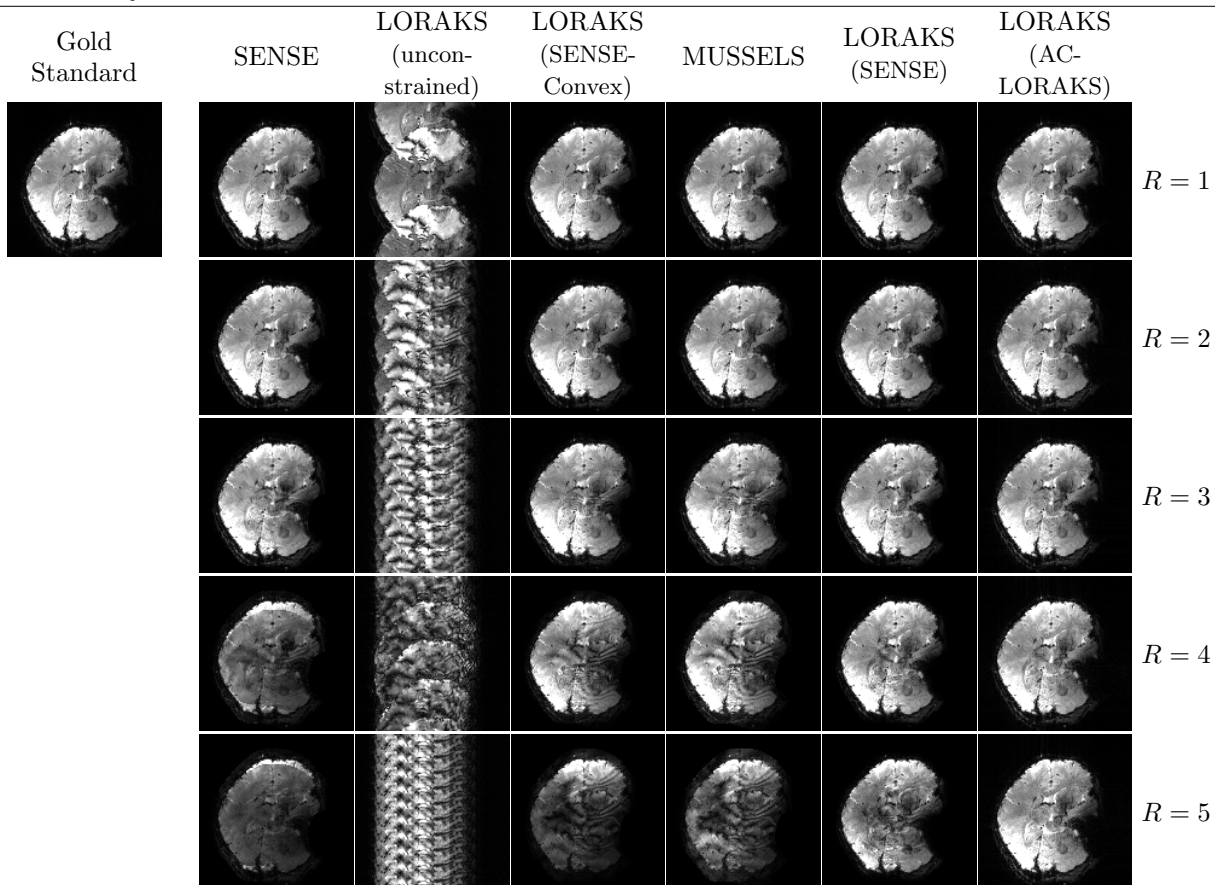 Gold
Standard
SENSE
LORAKS
(uncon-
strained)
LORAKS
(SENSE-
Convex)
MUSSELS
LORAKS
(SENSE)
LORAKS
(AC-
LORAKS)
R = 1
R = 2
R = 3
R = 4
R = 5